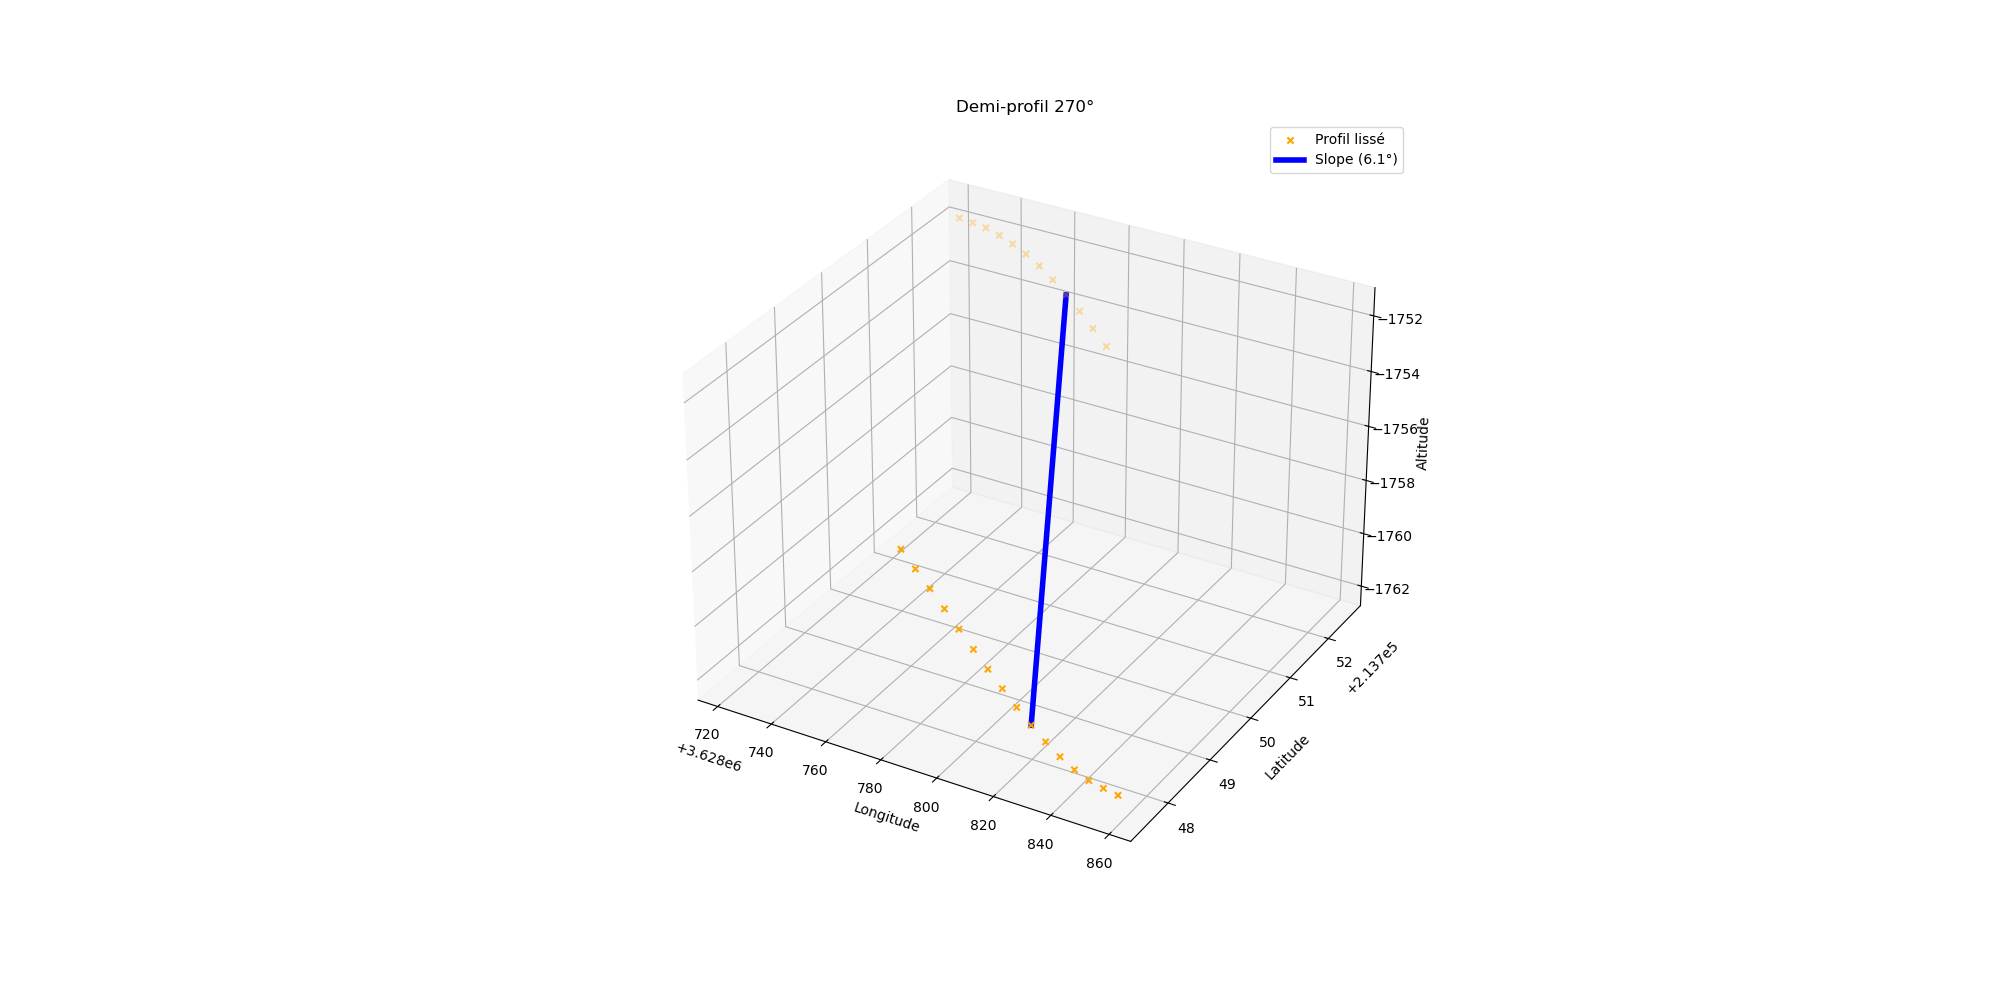 Demi-profil 270°
Profil lissé
Slope (6.1°)
−1752
−1754
−1756
−1758
−1760
−1762
Altitude
52
51
50
49
48
+2.137e5
Latitude
720
740
760
780
800
820
840
860
+3.628e6
Longitude